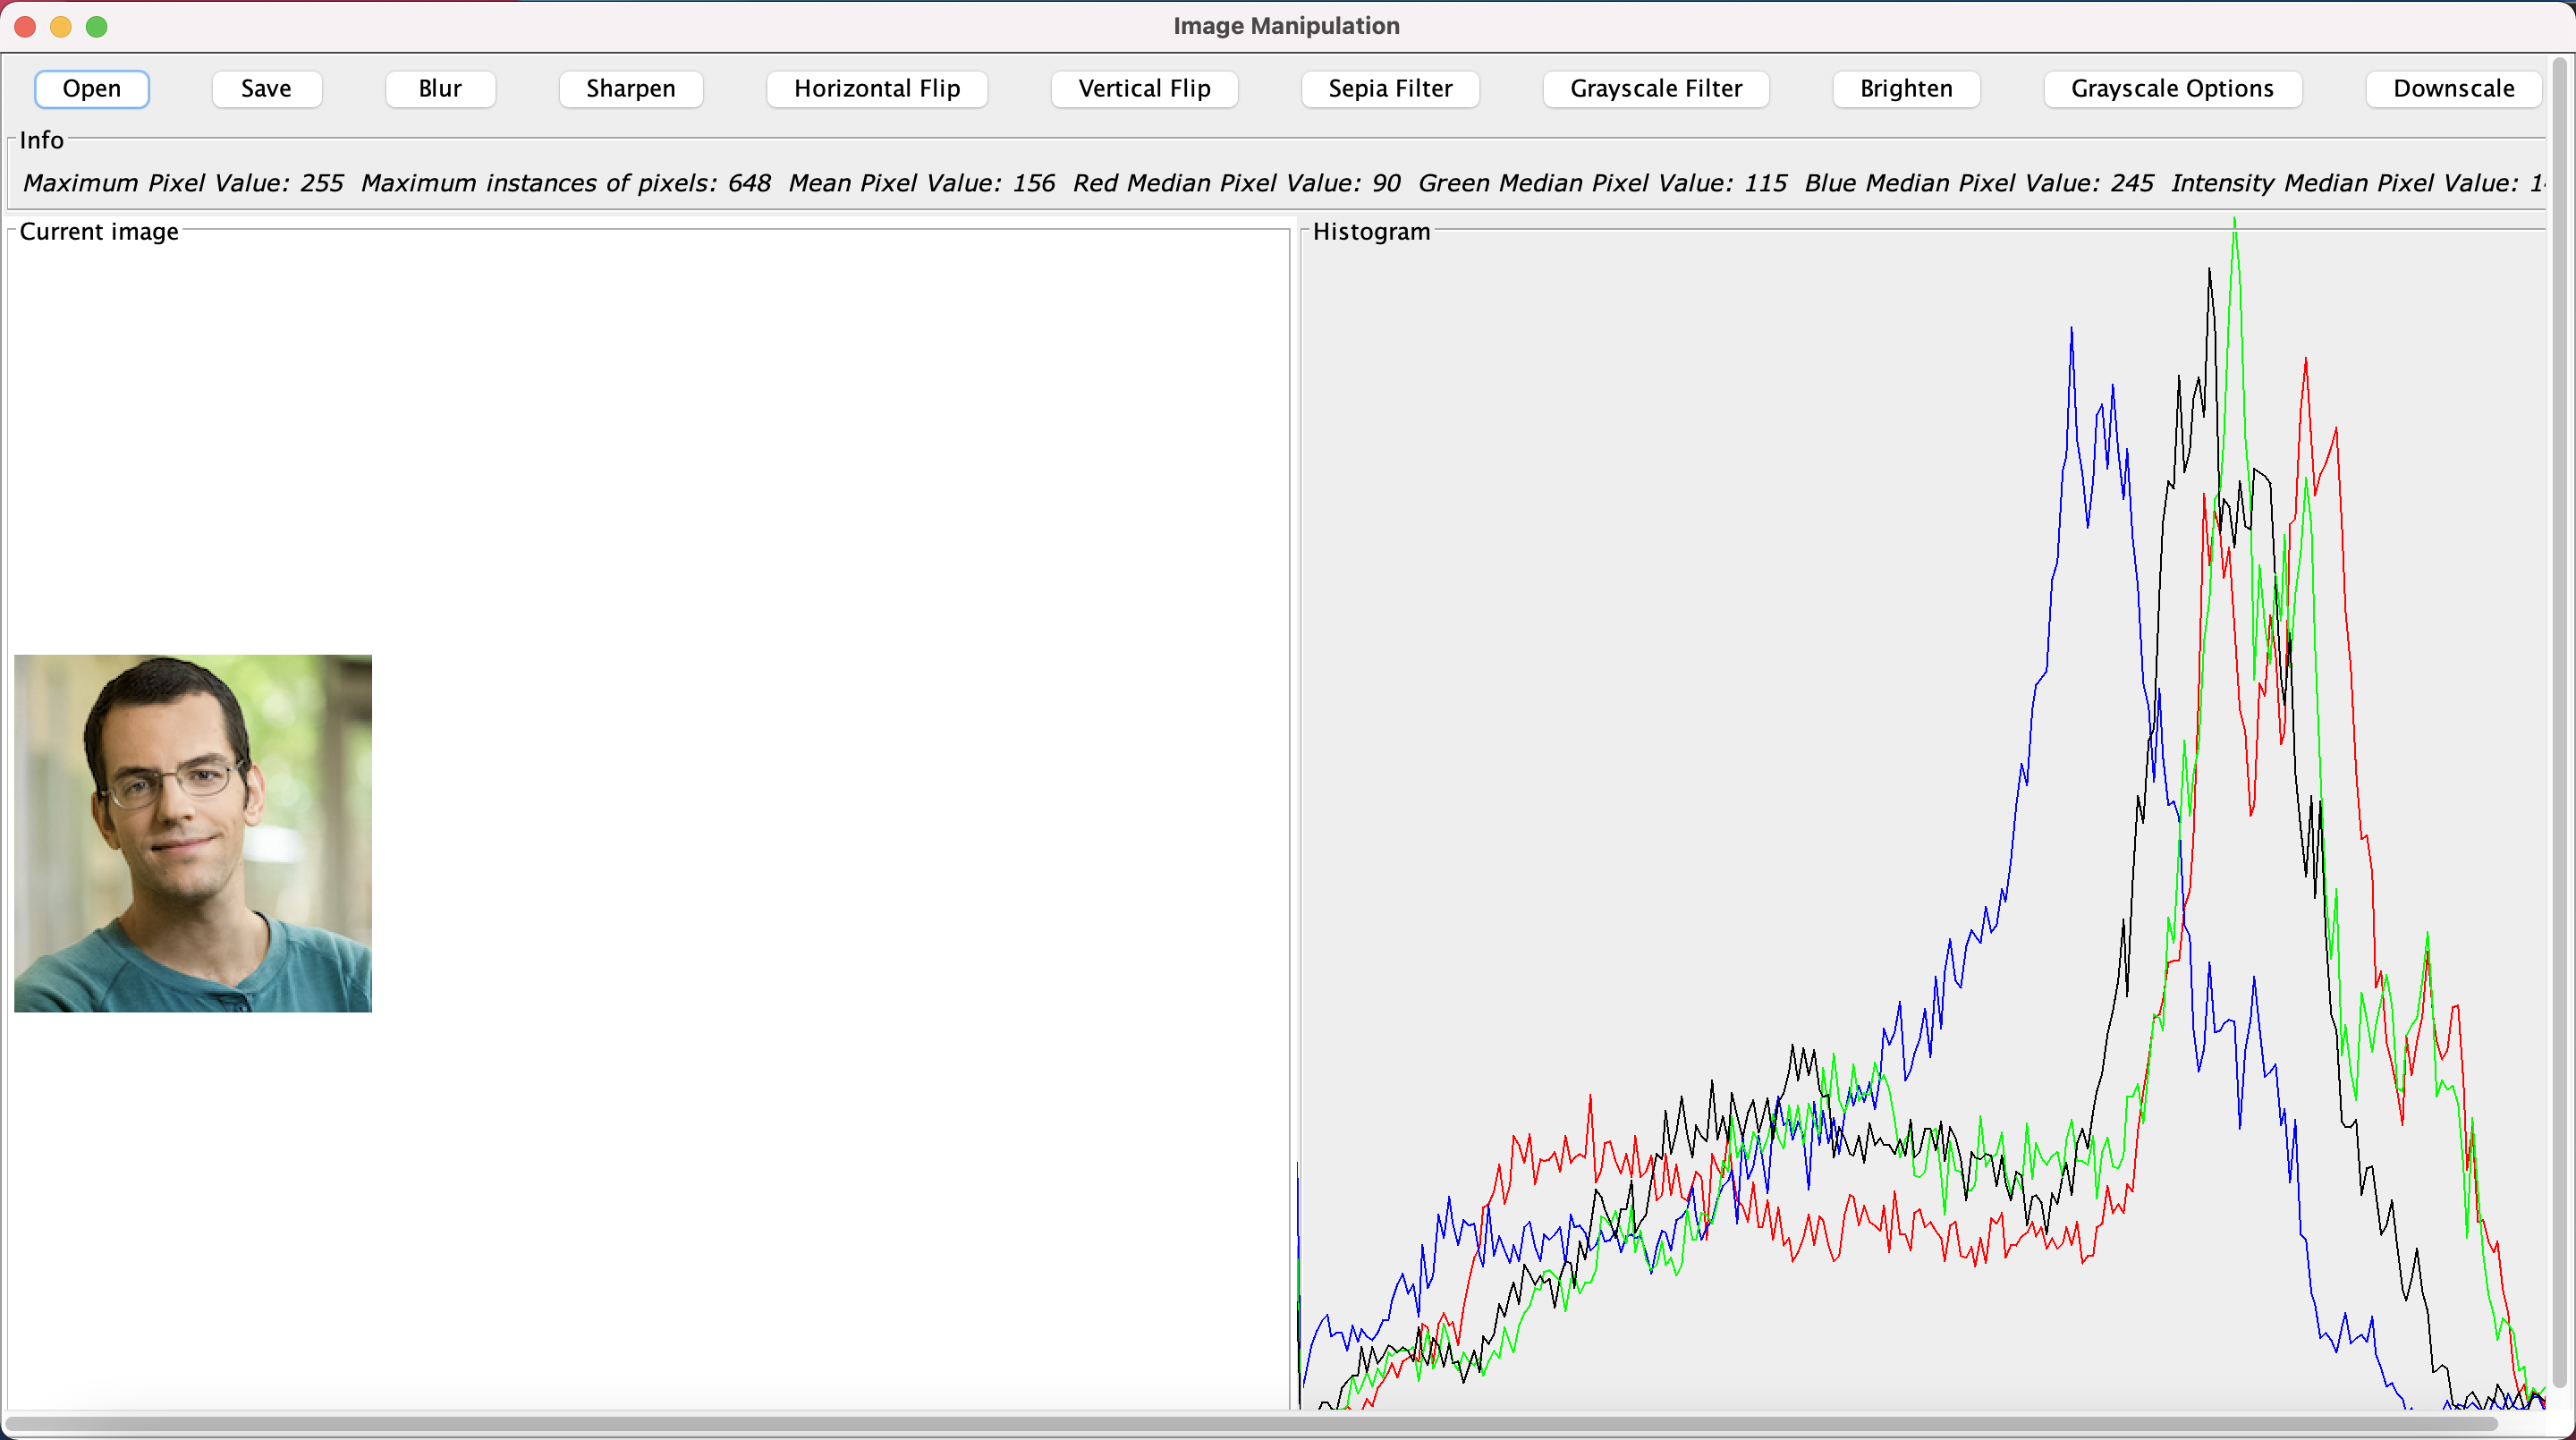 Image Manipulation
Open Save Blur Sharpen Horizontal Flip Vertical Flip Sepia Filter Grayscale Filter Brighten Grayscale Options Downscale
Info
Maximum Pixel Value: 255 Maximum instances of pixels: 648 Mean Pixel Value: 156 Red Median Pixel Value: 90 Green Median Pixel Value: 115 Blue Median Pixel Value: 245 Intensity Median Pixel Value:
Current image Histogram